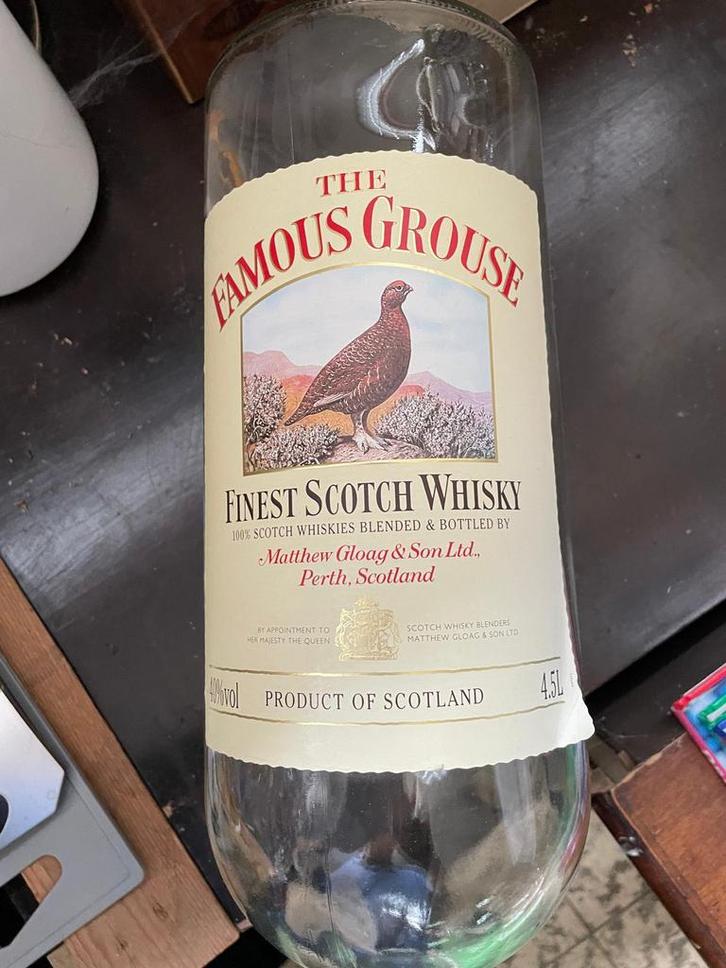 THE
FAMOUS GROUSE
FINEST SCOTCH WHISKY
100% SCOTCH WHISKIES BLENDED & BOTTLED BY
Matthew Gloag & Son Ltd.,
Perth, Scotland
BY APPOINTMENT TO
HER MAJESTY THE QUEEN
SCOTCH WHISKY BLENDERS
MATTHEW GLOAG & SON LTD
40%vol PRODUCT OF SCOTLAND 4.5L